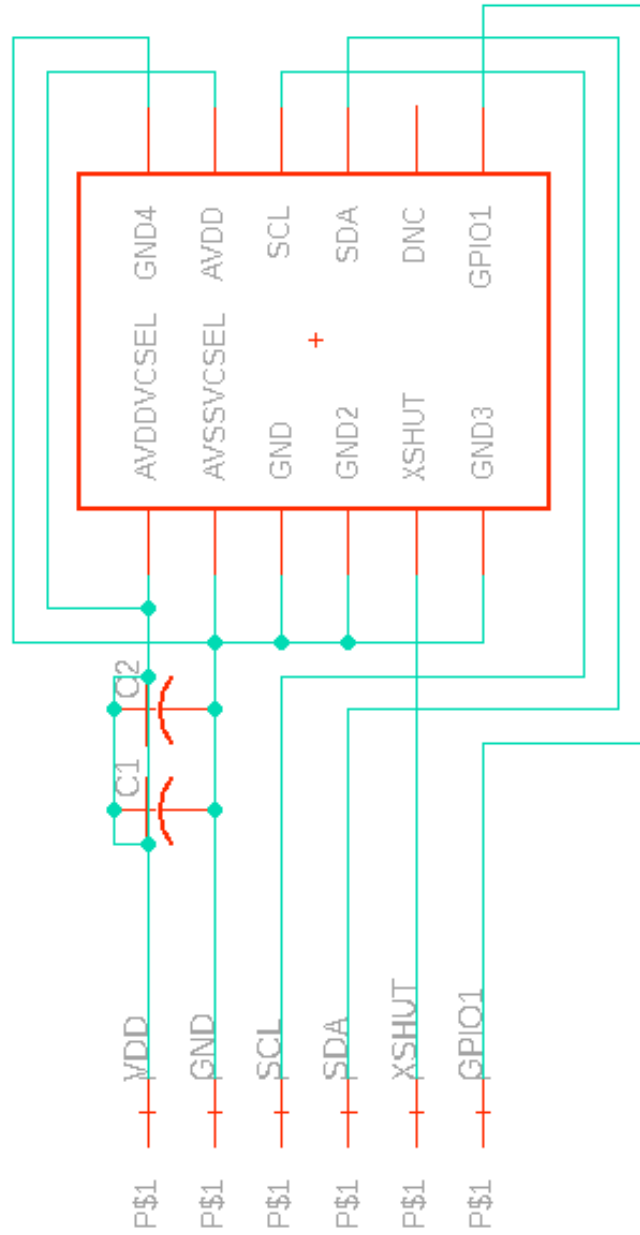 GND4
AVDD
SCL
SDA
DNC
GPIO1
AVDDVCSEL
AVSSVCSEL
GND
GND2
XSHUT
GND3
C2
C1
VDD
GND
SCL
SDA
XSHUT
GPIO1
P$1
P$1
P$1
P$1
P$1
P$1